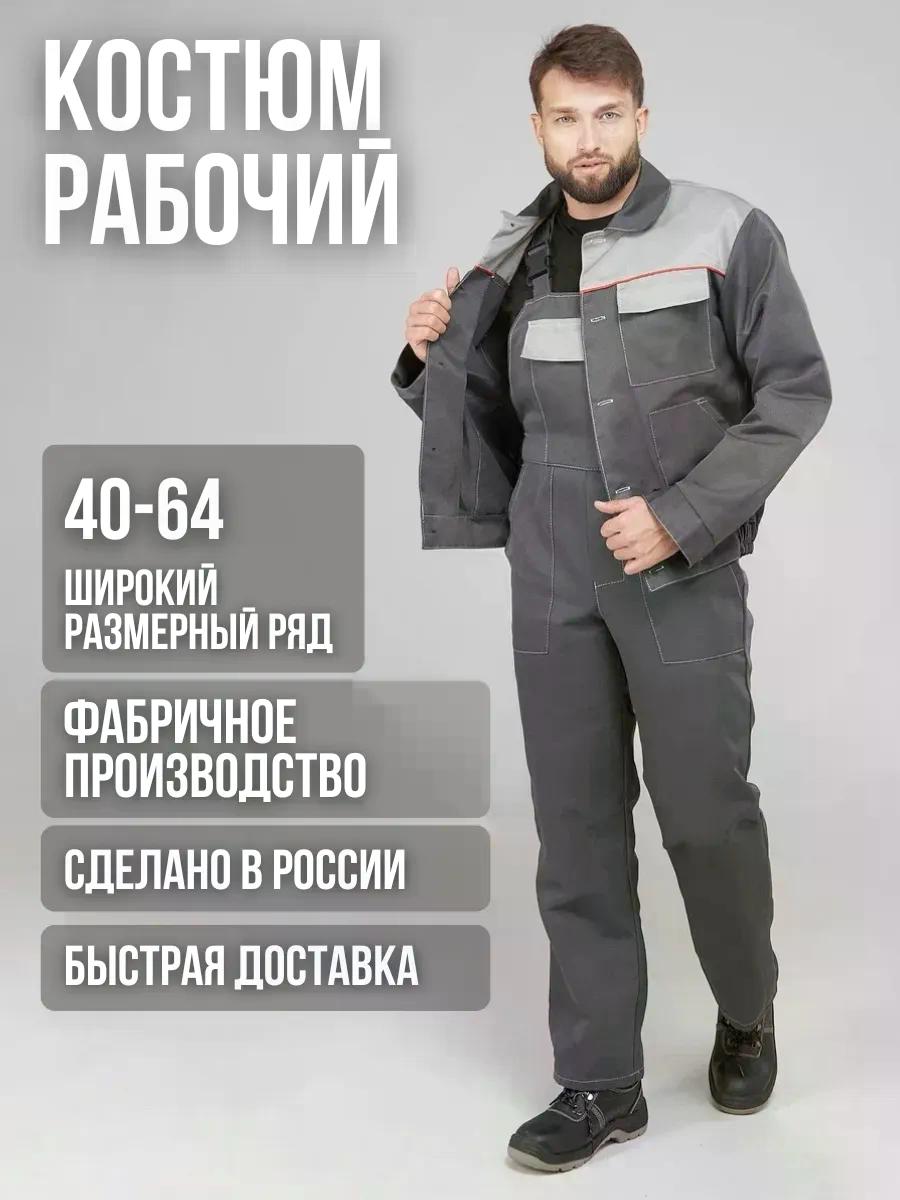 КОСТЮМ
РАБОЧИЙ
40-64
ШИРОКИЙ
РАЗМЕРНЫЙ РЯД
ФАБРИЧНОЕ
ПРОИЗВОДСТВО
СДЕЛАНО В РОССИИ
БЫСТРАЯ ДОСТАВКА